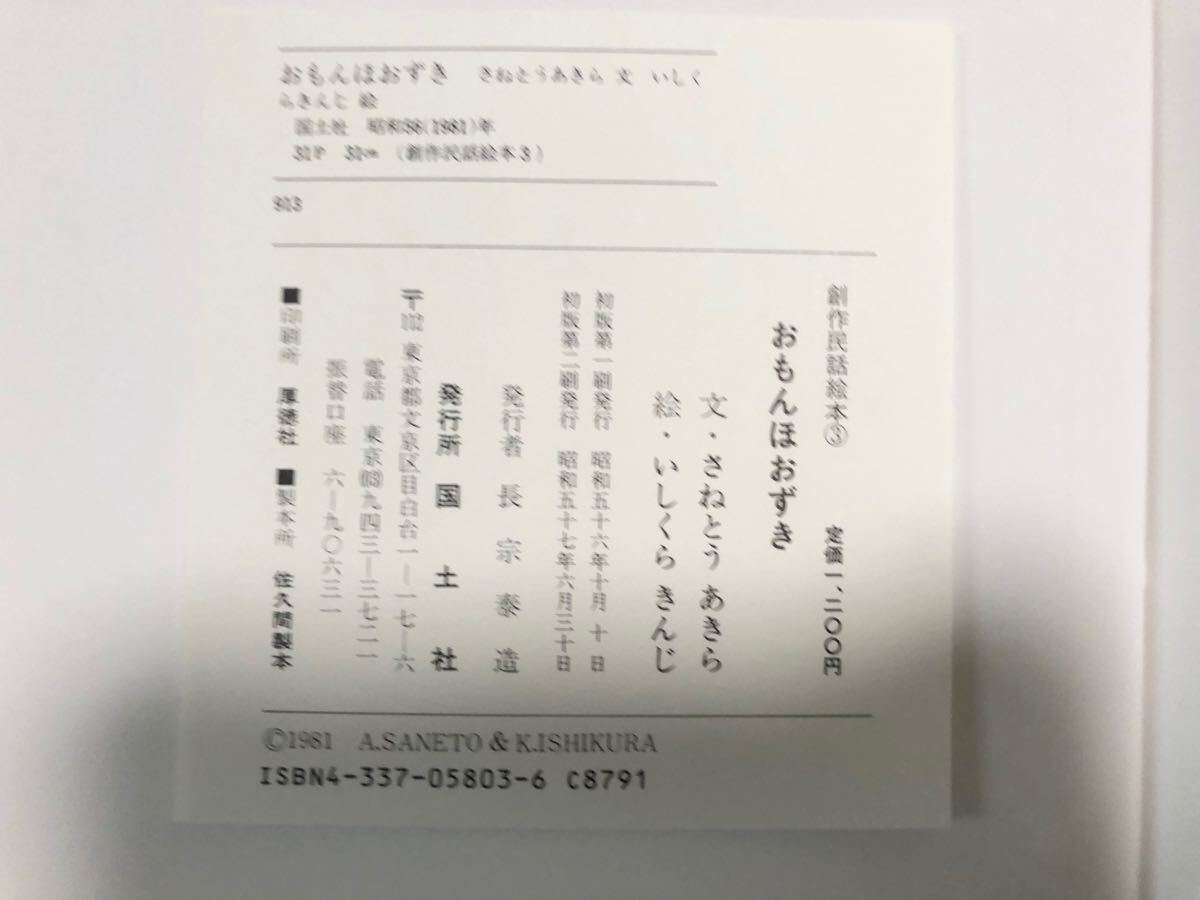 おもんほおずき さねとうあきら 文 いしく
らきんじ 絵
国土社 昭和56(1981)年
31P 31cm (創作民話絵本3)
913
創作民話絵本③ 定価一、二〇〇円
おもんほおずき
文・さねとう あきら
絵・いしくら きんじ
初版第一刷発行 昭和五十六年十月 十 日
初版第二刷発行 昭和五十七年六月三十日
発行者 長 宗 泰 造
発行所 国 土 社
〒112 東京都文京区目白台一—一七—六
電話 東京(03)九四三—三七二一
振替口座 六—九〇六三一
■印刷所 厚徳社 ■製本所 佐久間製本
©1981 A.SANETO & K.ISHIKURA
ISBN4-337-05803-6 C8791